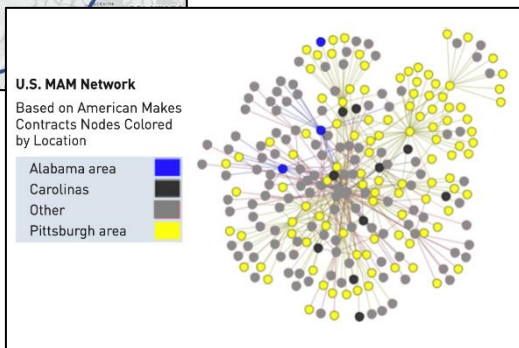 U.S. MAM Network
Based on American Makes
Contracts Nodes Colored
by Location
Alabama area
Carolinas
Other
Pittsburgh area